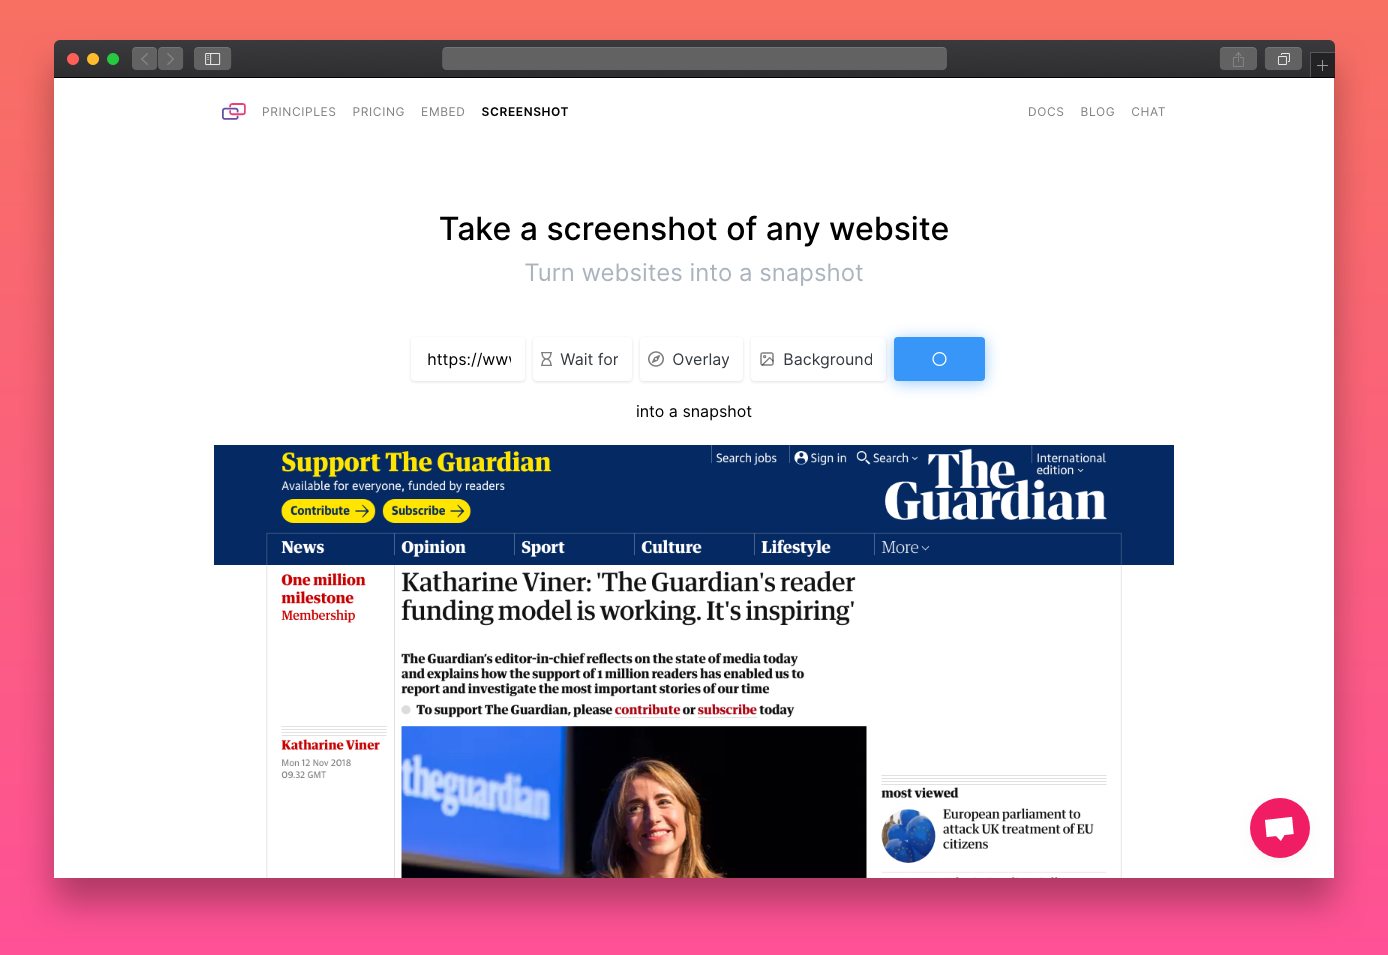 PRINCIPLES PRICING EMBED SCREENSHOT DOCS BLOG CHAT
Take a screenshot of any website
Turn websites into a snapshot
https://www Wait for Overlay Background
into a snapshot
Support The Guardian
Available for everyone, funded by readers
Contribute Subscribe
Search jobs Sign in Search
International
edition
The
Guardian
News Opinion Sport Culture Lifestyle More
One million
milestone
Membership
Katharine Viner: 'The Guardian's reader
funding model is working. It's inspiring'
The Guardian's editor-in-chief reflects on the state of media today
and explains how the support of 1 million readers has enabled us to
report and investigate the most important stories of our time
To support The Guardian, please contribute or subscribe today
Katharine Viner
Mon 12 Nov 2018
09.32 GMT
theguardian
most viewed
European parliament to
attack UK treatment of EU
citizens